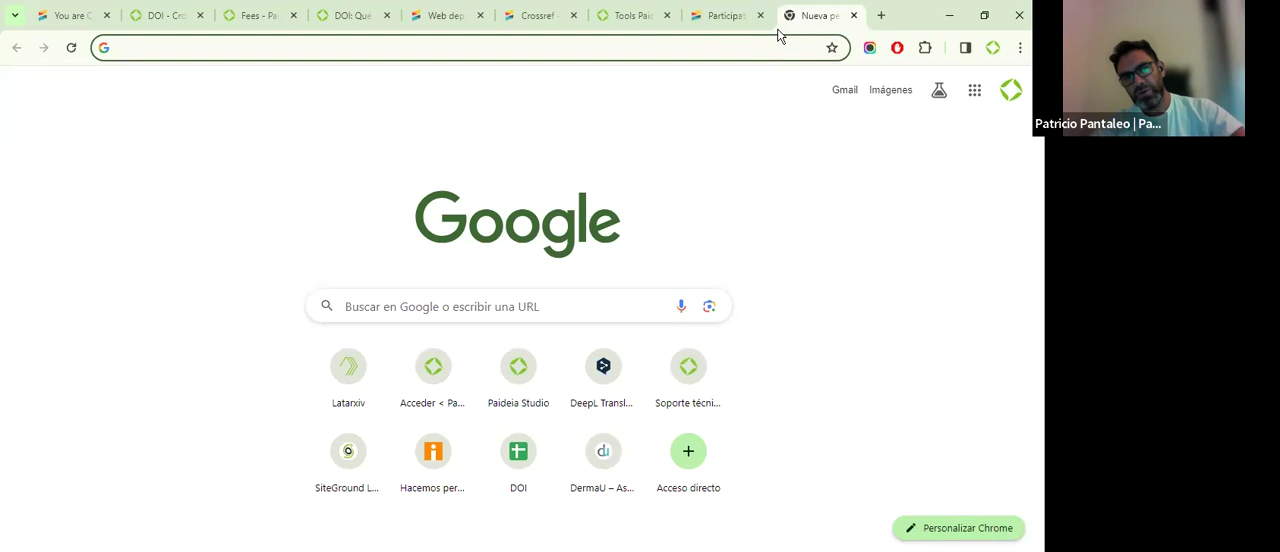 You are C
DOI - Cro
Fees - Pa
DOI: Qué
Web dep
Crossref -
Tools Paid
Participat
Nueva pe
Gmail
Imágenes
Patricio Pantaleo | Pa...
Google
Buscar en Google o escribir una URL
Latarxiv
Acceder < Pa...
Paideia Studio
DeepL Transl...
Soporte técni...
SiteGround L...
Hacemos per...
DOI
DermaU – As...
Acceso directo
Personalizar Chrome